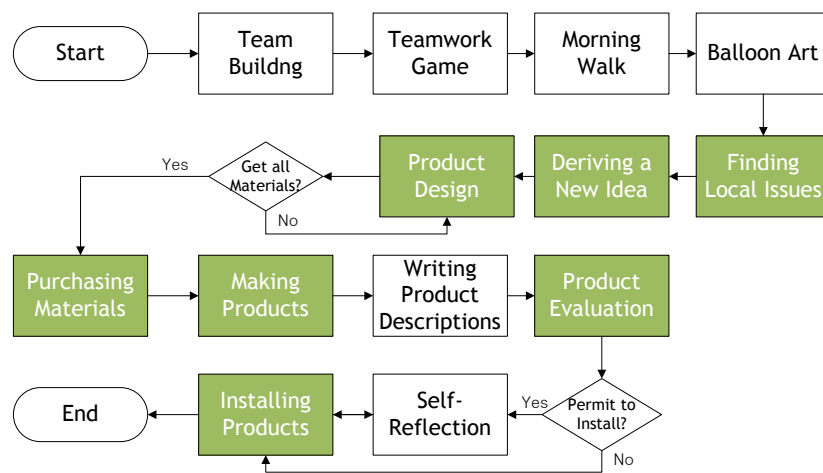 Start
Team
Buildng
Teamwork
Game
Morning
Walk
Balloon Art
Finding
Local Issues
Deriving a
New Idea
Product
Design
Get all
Materials?
Yes
No
Purchasing
Materials
Making
Products
Writing
Product
Descriptions
Product
Evaluation
Permit to
Install?
Yes
No
Self-
Reflection
Installing
Products
End